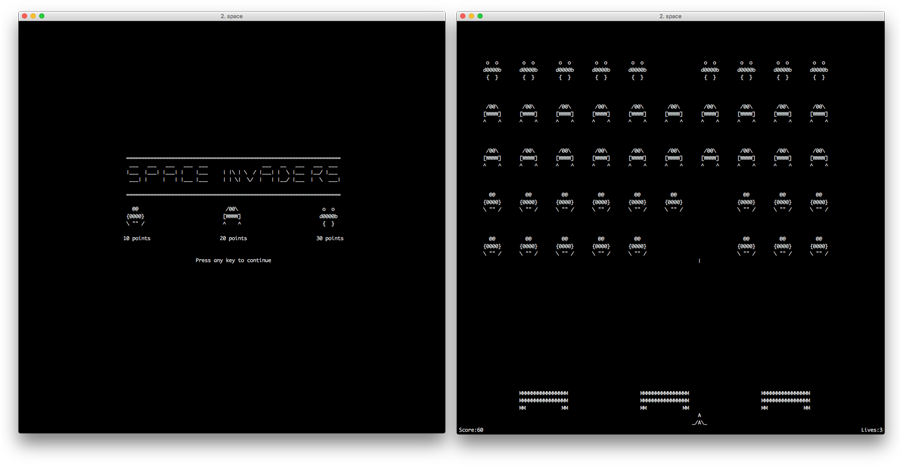 2. space
SPACE INVADERS
10 points 20 points 30 points
Press any key to continue
2. space
Score:60 Lives:3